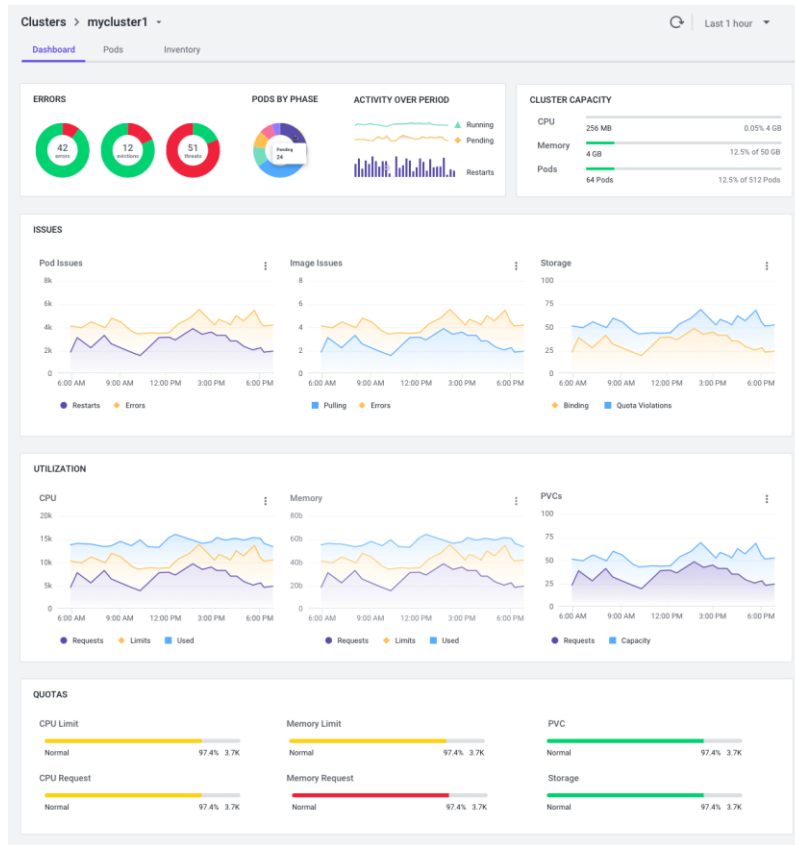 Clusters > mycluster1
Last 1 hour
Dashboard Pods Inventory
ERRORS
42
errors
12
evictions
51
threats
PODS BY PHASE
Pending
24
ACTIVITY OVER PERIOD
Running
Pending
Restarts
CLUSTER CAPACITY
CPU
256 MB 0.05% 4 GB
Memory
4 GB 12.5% of 50 GB
Pods
64 Pods 12.5% of 512 Pods
ISSUES
Pod Issues
8k
6k
4k
2k
0
6:00 AM 9:00 AM 12:00 PM 3:00 PM 6:00 PM
Restarts Errors
Image Issues
8
6
4
2
0
6:00 AM 9:00 AM 12:00 PM 3:00 PM 6:00 PM
Pulling Errors
Storage
100
75
50
25
0
6:00 AM 9:00 AM 12:00 PM 3:00 PM 6:00 PM
Binding Quota Violations
UTILIZATION
CPU
20k
15k
10k
5k
0
6:00 AM 9:00 AM 12:00 PM 3:00 PM 6:00 PM
Requests Limits Used
Memory
80b
60b
40b
20b
0
6:00 AM 9:00 AM 12:00 PM 3:00 PM 6:00 PM
Requests Limits Used
PVCs
100
75
50
25
0
6:00 AM 9:00 AM 12:00 PM 3:00 PM 6:00 PM
Requests Capacity
QUOTAS
CPU Limit
Normal 97.4% 3.7K
Memory Limit
Normal 97.4% 3.7K
PVC
Normal 97.4% 3.7K
CPU Request
Normal 97.4% 3.7K
Memory Request
Normal 97.4% 3.7K
Storage
Normal 97.4% 3.7K